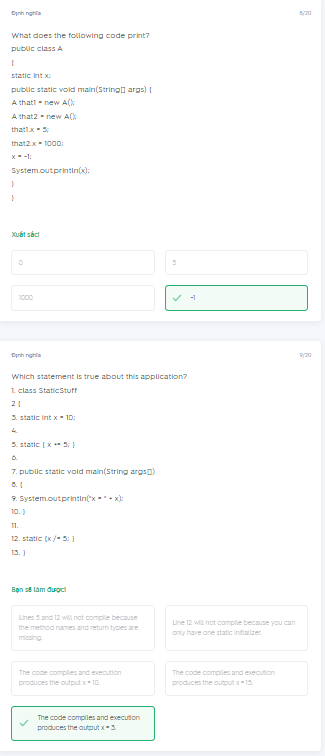 Định nghĩa
8/20
What does the following code print?
public class A
{
static int x;
public static void main(String[] args) {
A that1 = new A();
A that2 = new A();
that1.x = 5;
that2.x = 1000;
x = -1;
System.out.println(x);
}
}
Xuất sắc!
0
5
1000
-1
Định nghĩa
9/20
Which statement is true about this application?
1. class StaticStuff
2 {
3. static int x = 10;
4.
5. static { x += 5; }
6.
7. public static void main(String args[])
8. {
9. System.out.println("x = " + x);
10. }
11.
12. static {x /= 5; }
13. }
Bạn sẽ làm được!
Lines 5 and 12 will not compile because
the method names and return types are
missing.
Line 12 will not compile because you can
only have one static initializer.
The code compiles and execution
produces the output x = 10.
The code compiles and execution
produces the output x = 15.
The code compiles and execution
produces the output x = 3.